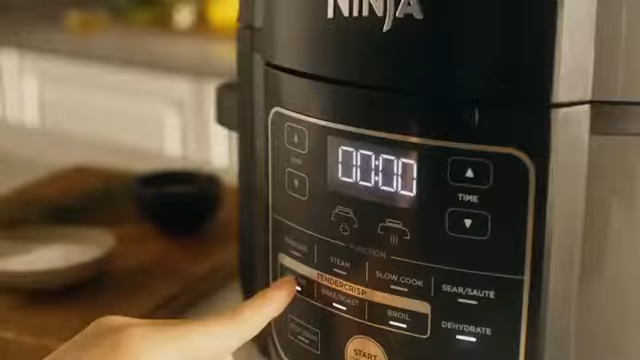 NINJA
00:00
TIME
FUNCTION
STEAM
SLOW COOK
SEAR/SAUTÉ
TENDERCRISP
BAKE/ROAST
BROIL
DEHYDRATE
START